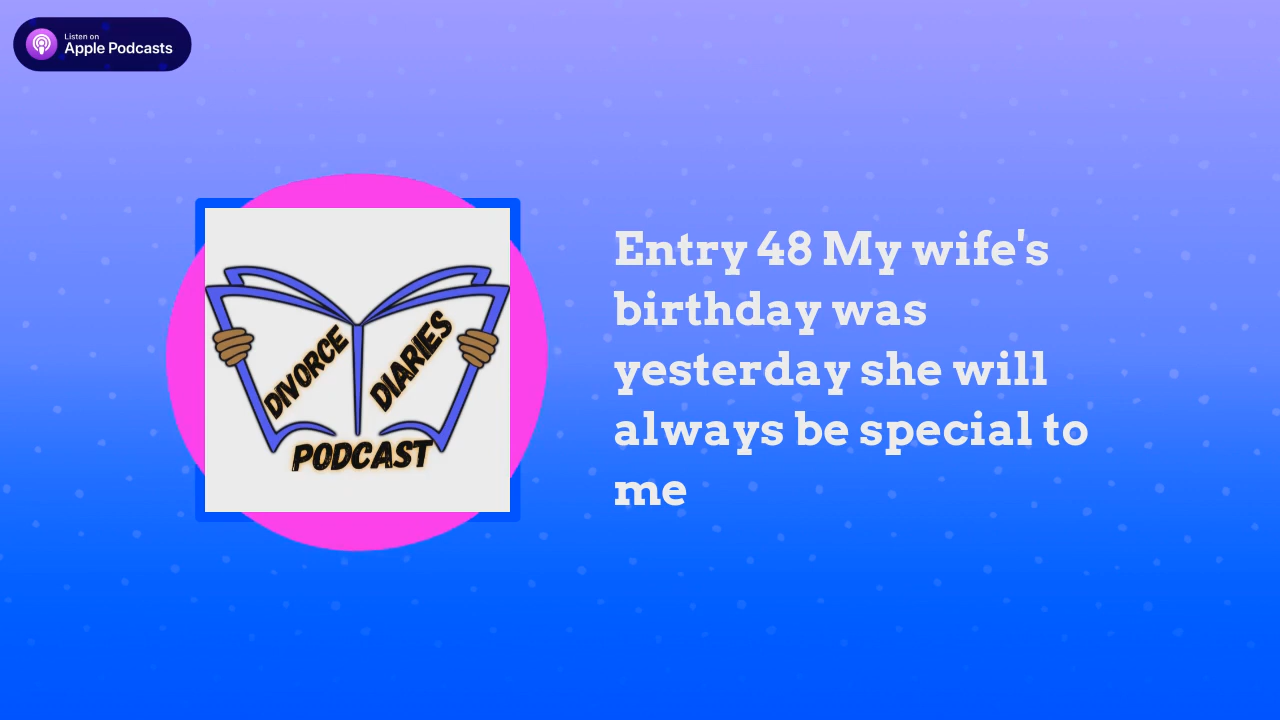 Listen on
Apple Podcasts
DIVORCE
DIARIES
PODCAST
Entry 48 My wife's
birthday was
yesterday she will
always be special to
me